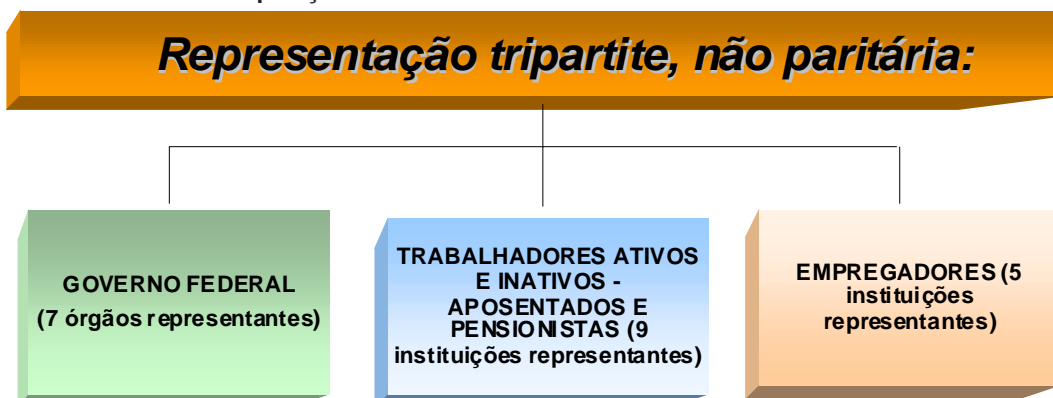 Representação tripartite, não paritária:
GOVERNO FEDERAL
(7 órgãos representantes)
TRABALHADORES ATIVOS
E INATIVOS -
APOSENTADOS E
PENSIONISTAS (9
instituições representantes)
EMPREGADORES (5
instituições
representantes)